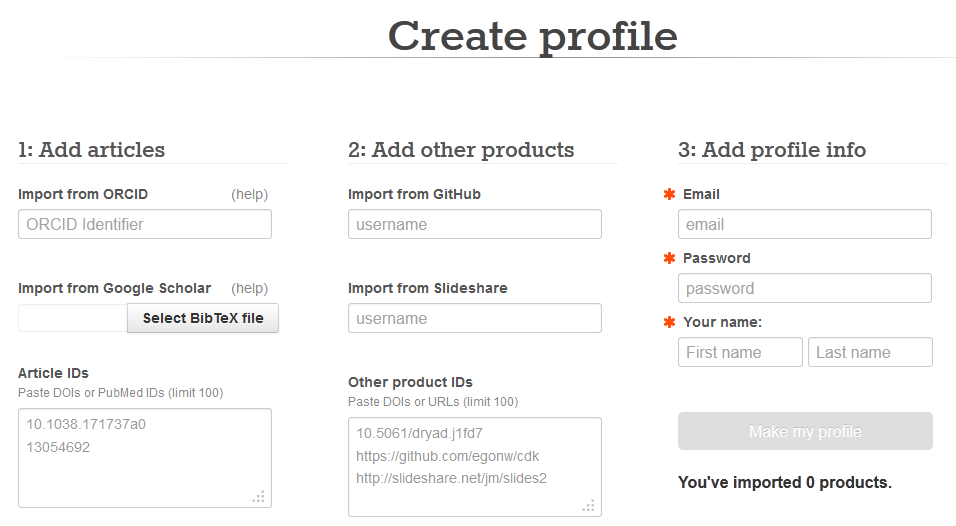 Create profile
1: Add articles
Import from ORCID (help)
ORCID Identifier
Import from Google Scholar (help)
Select BibTeX file
Article IDs
Paste DOIs or PubMed IDs (limit 100)
10.1038.171737a0
13054692
2: Add other products
Import from GitHub
username
Import from Slideshare
username
Other product IDs
Paste DOIs or URLs (limit 100)
10.5061/dryad.j1fd7
https://github.com/egonw/cdk
http://slideshare.net/jm/slides2
3: Add profile info
✱ Email
email
✱ Password
password
✱ Your name:
First name Last name
Make my profile
You've imported 0 products.